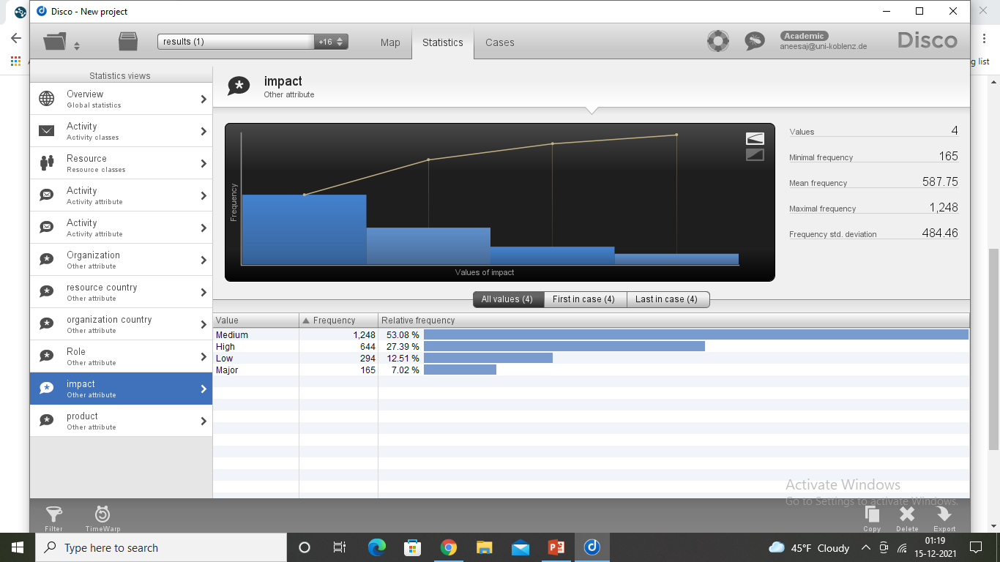 Disco - New project
results (1)
+16
Map
Statistics
Cases
Academic
aneesaj@uni-koblenz.de
Disco
g list
Statistics views
Overview
Global statistics
Activity
Activity classes
Resource
Resource classes
Activity
Activity attribute
Activity
Activity attribute
Organization
Other attribute
resource country
Other attribute
organization country
Other attribute
Role
Other attribute
impact
Other attribute
product
Other attribute
impact
Other attribute
Frequency
Values of impact
Values 4
Minimal frequency 165
Mean frequency 587.75
Maximal frequency 1,248
Frequency std. deviation 484.46
All values (4) First in case (4) Last in case (4)
Value Frequency Relative frequency
Medium 1,248 53.08 %
High 644 27.39 %
Low 294 12.51 %
Major 165 7.02 %
Activate Windows
Go to Settings to activate Windows.
Filter TimeWarp Copy Delete Export
Type here to search
45°F Cloudy
01:19
15-12-2021